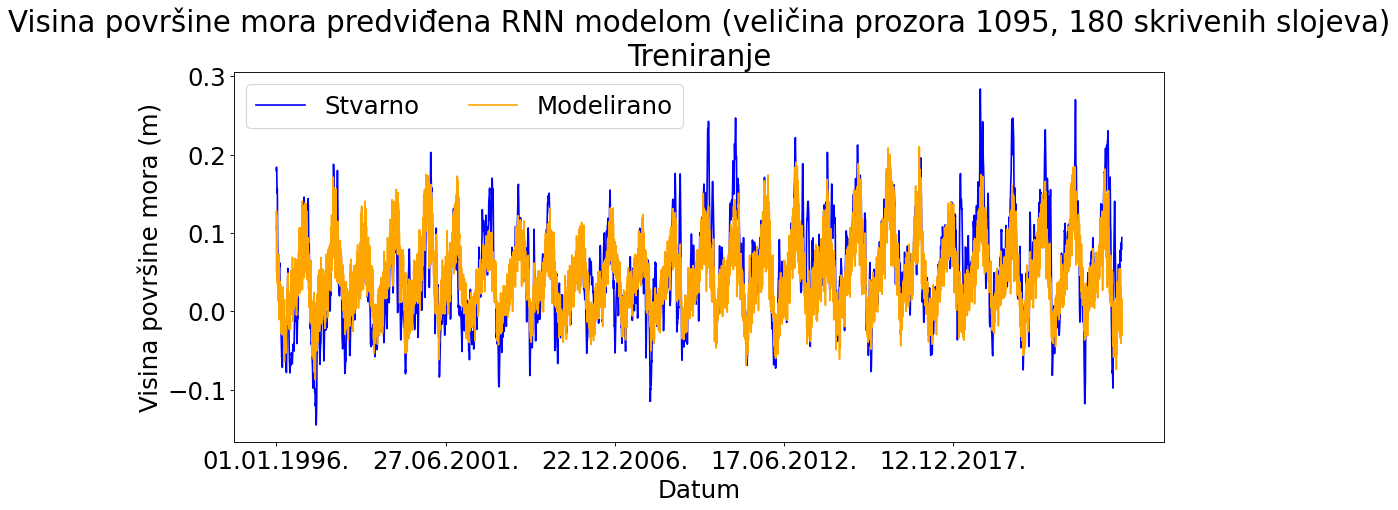 Visina površine mora predviđena RNN modelom (veličina prozora 1095, 180 skrivenih slojeva)
Treniranje
Stvarno Modelirano
Visina površine mora (m)
0.3
0.2
0.1
0.0
−0.1
01.01.1996. 27.06.2001. 22.12.2006. 17.06.2012. 12.12.2017.
Datum